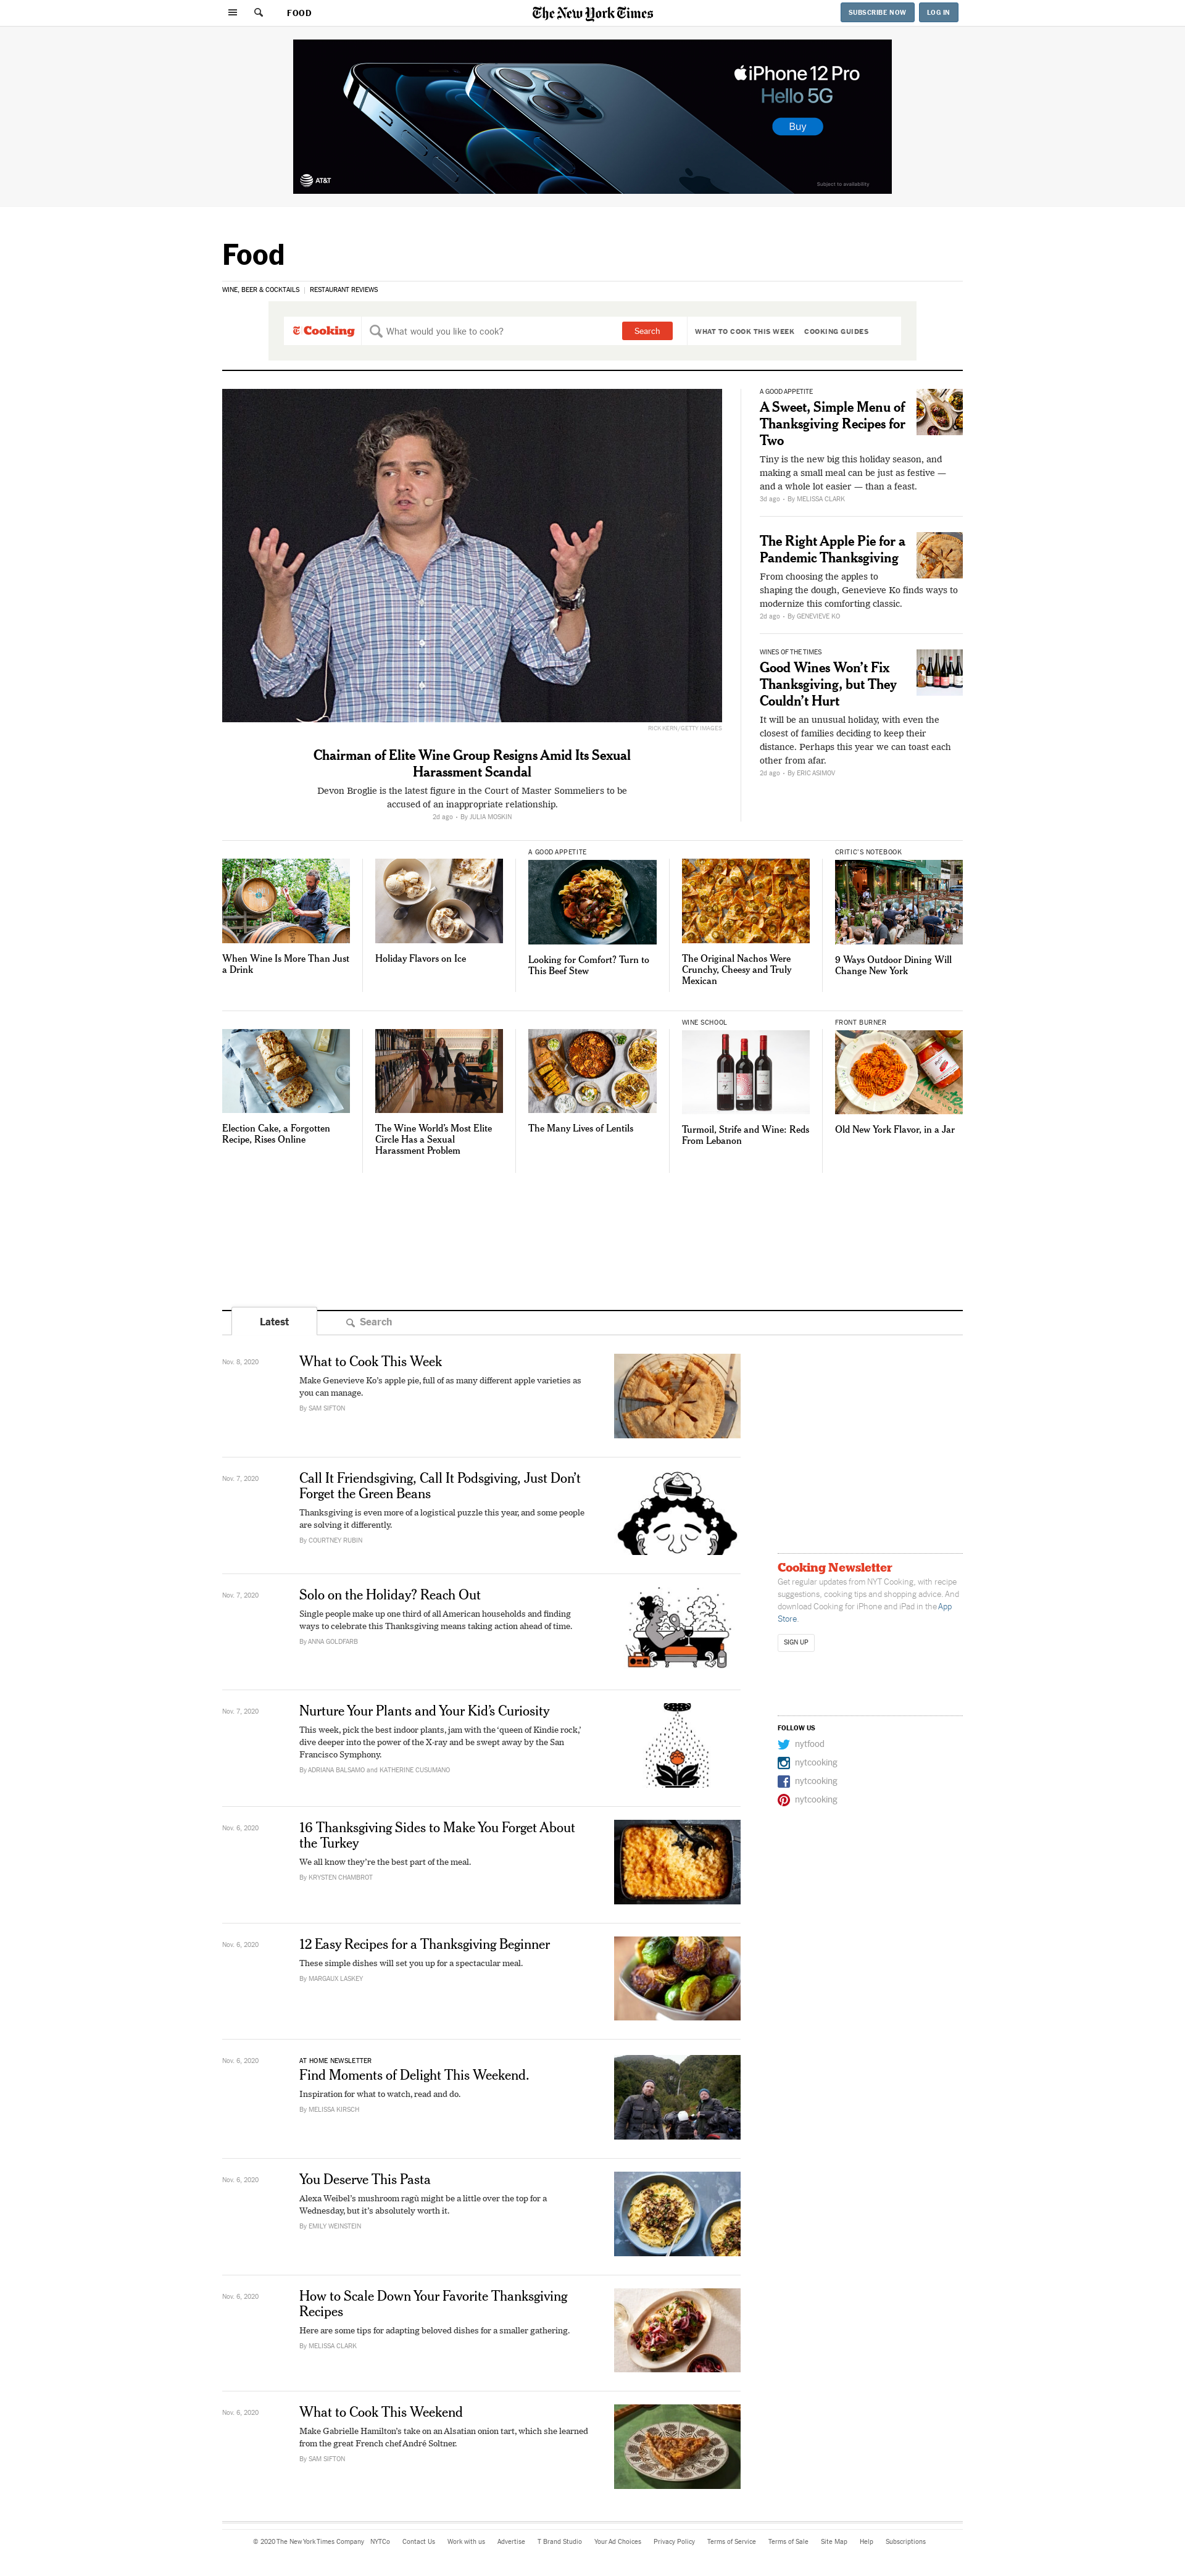 FOOD
The New York Times
SUBSCRIBE NOW
LOG IN
iPhone 12 Pro
Hello 5G
Buy
AT&T
Subject to availability
Food
WINE, BEER & COCKTAILS | RESTAURANT REVIEWS
T Cooking
What would you like to cook?
Search
WHAT TO COOK THIS WEEK
COOKING GUIDES
RICK KERN/GETTY IMAGES
Chairman of Elite Wine Group Resigns Amid Its Sexual
Harassment Scandal
Devon Broglie is the latest figure in the Court of Master Sommeliers to be
accused of an inappropriate relationship.
2d ago • By JULIA MOSKIN
A GOOD APPETITE
A Sweet, Simple Menu of
Thanksgiving Recipes for
Two
Tiny is the new big this holiday season, and
making a small meal can be just as festive —
and a whole lot easier — than a feast.
3d ago • By MELISSA CLARK
The Right Apple Pie for a
Pandemic Thanksgiving
From choosing the apples to
shaping the dough, Genevieve Ko finds ways to
modernize this comforting classic.
2d ago • By GENEVIEVE KO
WINES OF THE TIMES
Good Wines Won’t Fix
Thanksgiving, but They
Couldn’t Hurt
It will be an unusual holiday, with even the
closest of families deciding to keep their
distance. Perhaps this year we can toast each
other from afar.
2d ago • By ERIC ASIMOV
When Wine Is More Than Just
a Drink
Holiday Flavors on Ice
A GOOD APPETITE
Looking for Comfort? Turn to
This Beef Stew
The Original Nachos Were
Crunchy, Cheesy and Truly
Mexican
CRITIC’S NOTEBOOK
9 Ways Outdoor Dining Will
Change New York
Election Cake, a Forgotten
Recipe, Rises Online
The Wine World’s Most Elite
Circle Has a Sexual
Harassment Problem
The Many Lives of Lentils
WINE SCHOOL
Turmoil, Strife and Wine: Reds
From Lebanon
FRONT BURNER
Old New York Flavor, in a Jar
Latest
Search
Nov. 8, 2020
What to Cook This Week
Make Genevieve Ko’s apple pie, full of as many different apple varieties as
you can manage.
By SAM SIFTON
Nov. 7, 2020
Call It Friendsgiving, Call It Podsgiving, Just Don’t
Forget the Green Beans
Thanksgiving is even more of a logistical puzzle this year, and some people
are solving it differently.
By COURTNEY RUBIN
Nov. 7, 2020
Solo on the Holiday? Reach Out
Single people make up one third of all American households and finding
ways to celebrate this Thanksgiving means taking action ahead of time.
By ANNA GOLDFARB
Nov. 7, 2020
Nurture Your Plants and Your Kid’s Curiosity
This week, pick the best indoor plants, jam with the ‘queen of Kindie rock,’
dive deeper into the power of the X-ray and be swept away by the San
Francisco Symphony.
By ADRIANA BALSAMO and KATHERINE CUSUMANO
Nov. 6, 2020
16 Thanksgiving Sides to Make You Forget About
the Turkey
We all know they’re the best part of the meal.
By KRYSTEN CHAMBROT
Nov. 6, 2020
12 Easy Recipes for a Thanksgiving Beginner
These simple dishes will set you up for a spectacular meal.
By MARGAUX LASKEY
Nov. 6, 2020
AT HOME NEWSLETTER
Find Moments of Delight This Weekend.
Inspiration for what to watch, read and do.
By MELISSA KIRSCH
Nov. 6, 2020
You Deserve This Pasta
Alexa Weibel’s mushroom ragù might be a little over the top for a
Wednesday, but it’s absolutely worth it.
By EMILY WEINSTEIN
Nov. 6, 2020
How to Scale Down Your Favorite Thanksgiving
Recipes
Here are some tips for adapting beloved dishes for a smaller gathering.
By MELISSA CLARK
Nov. 6, 2020
What to Cook This Weekend
Make Gabrielle Hamilton’s take on an Alsatian onion tart, which she learned
from the great French chef André Soltner.
By SAM SIFTON
Cooking Newsletter
Get regular updates from NYT Cooking, with recipe
suggestions, cooking tips and shopping advice. And
download Cooking for iPhone and iPad in the App
Store.
SIGN UP
FOLLOW US
nytfood
nytcooking
nytcooking
nytcooking
© 2020 The New York Times Company NYTCo Contact Us Work with us Advertise T Brand Studio Your Ad Choices Privacy Policy Terms of Service Terms of Sale Site Map Help Subscriptions